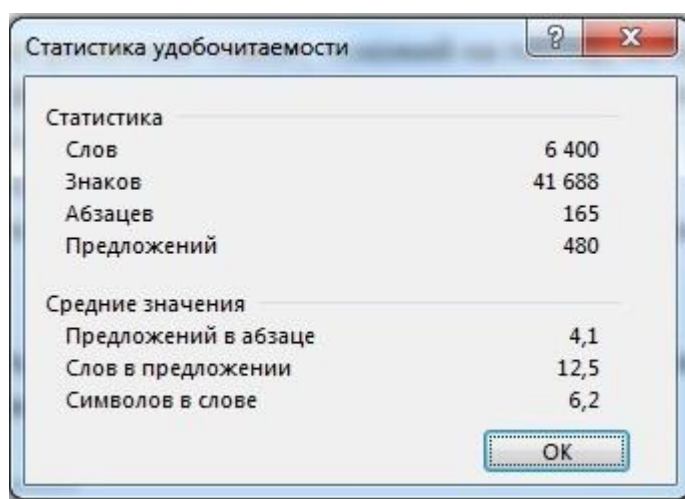 Статистика удобочитаемости
Статистика
Слов 6 400
Знаков 41 688
Абзацев 165
Предложений 480
Средние значения
Предложений в абзаце 4,1
Слов в предложении 12,5
Символов в слове 6,2
OK